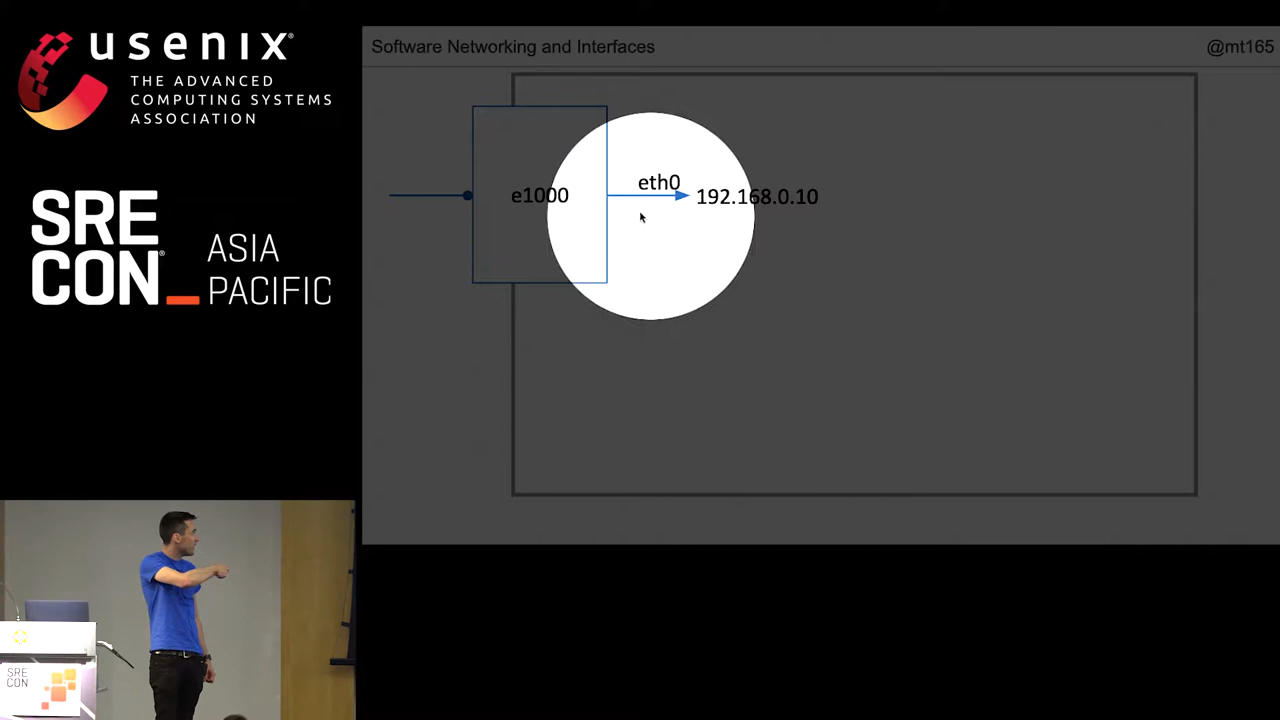 usenix®
THE ADVANCED
COMPUTING SYSTEMS
ASSOCIATION
SRE
CON®
ASIA
PACIFIC
Software Networking and Interfaces
@mt165
e1000
eth0
192.168.0.10
SRE
CON